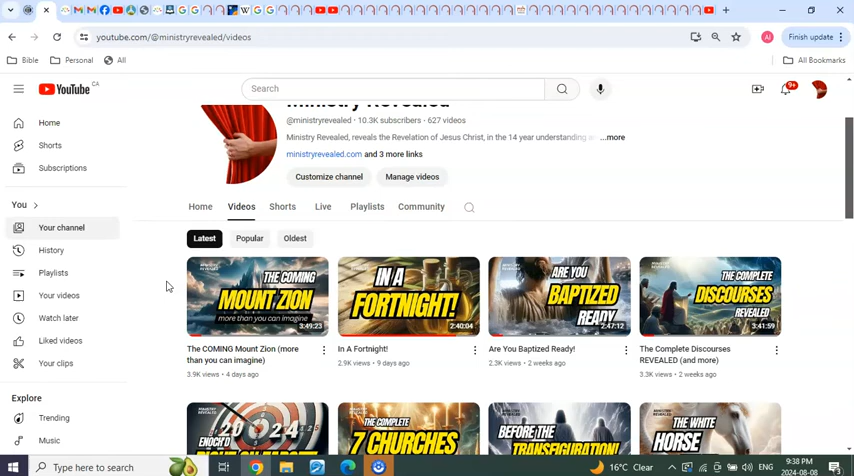 Finish update
youtube.com/@ministryrevealed/videos
AI
Bible
Personal
All
All Bookmarks
YouTube CA
Search
9+
Ministry Revealed
@ministryrevealed · 10.3K subscribers · 627 videos
Ministry Revealed, reveals the Revelation of Jesus Christ, in the 14 year understanding
...more
ministryrevealed.com and 3 more links
Customize channel
Manage videos
Home
Shorts
Subscriptions
You
Your channel
History
Playlists
Your videos
Watch later
Liked videos
Your clips
Explore
Trending
Music
Home
Videos
Shorts
Live
Playlists
Community
Latest
Popular
Oldest
THE COMING
MOUNT ZION
more than you can imagine
3:49:23
The COMING Mount Zion (more
than you can imagine)
3.9K views · 4 days ago
IN A
FORTNIGHT!
2:40:04
In A Fortnight!
2.9K views · 9 days ago
ARE YOU
BAPTIZED
READY
2:47:12
Are You Baptized Ready!
2.3K views · 2 weeks ago
THE COMPLETE
DISCOURSES
REVEALED
3:41:59
The Complete Discourses
REVEALED (and more)
3.3K views · 2 weeks ago
2024
ENOCH'D
RIGHT ON TARGET
THE COMPLETE
7 CHURCHES
BEFORE THE
TRANSFIGURATION!
THE WHITE
HORSE
Type here to search
16°C Clear
ENG
9:38 PM
2024-08-08
3